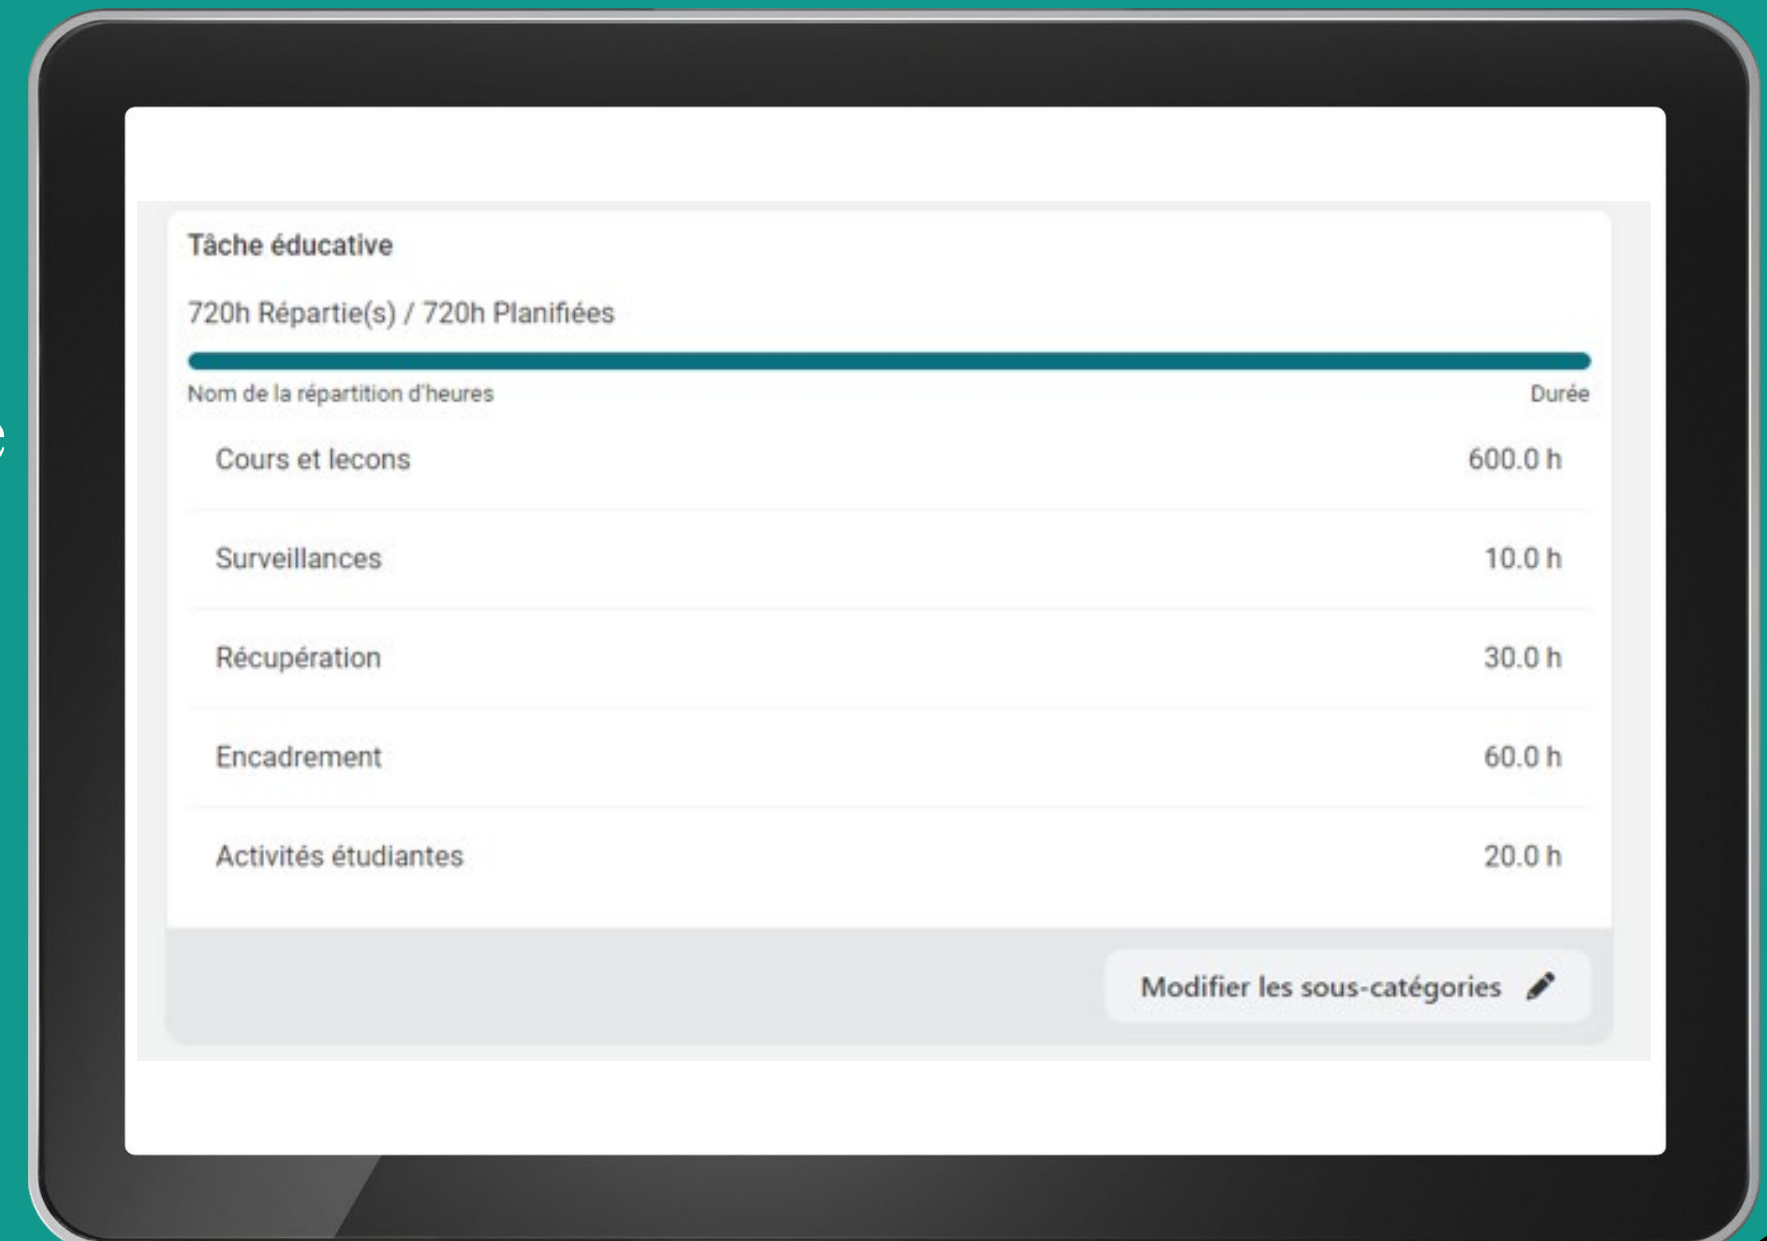 Tâche éducative
720h Répartie(s) / 720h Planifiées
Nom de la répartition d'heures Durée
Cours et lecons 600.0 h
Surveillances 10.0 h
Récupération 30.0 h
Encadrement 60.0 h
Activités étudiantes 20.0 h
Modifier les sous-catégories